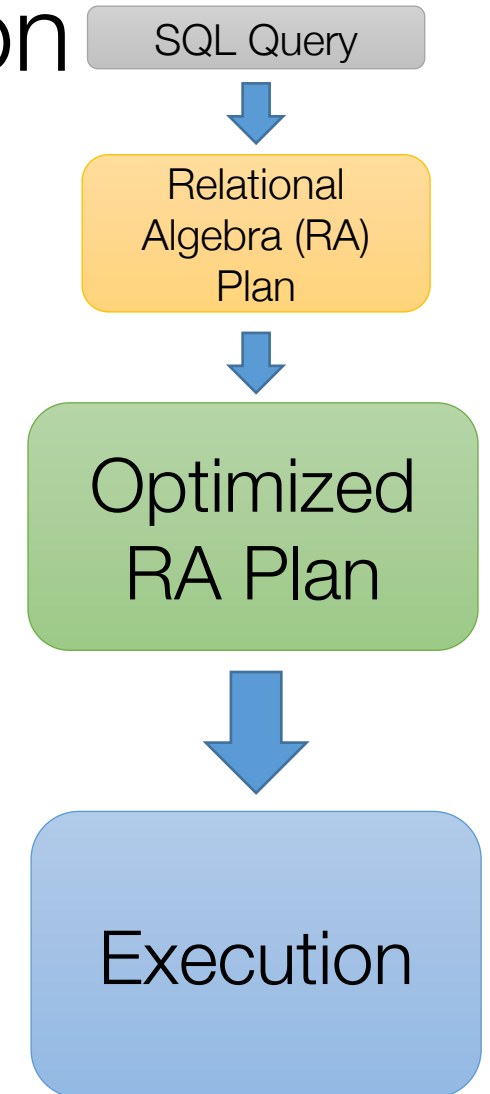 on
SQL Query
Relational
Algebra (RA)
Plan
Optimized
RA Plan
Execution